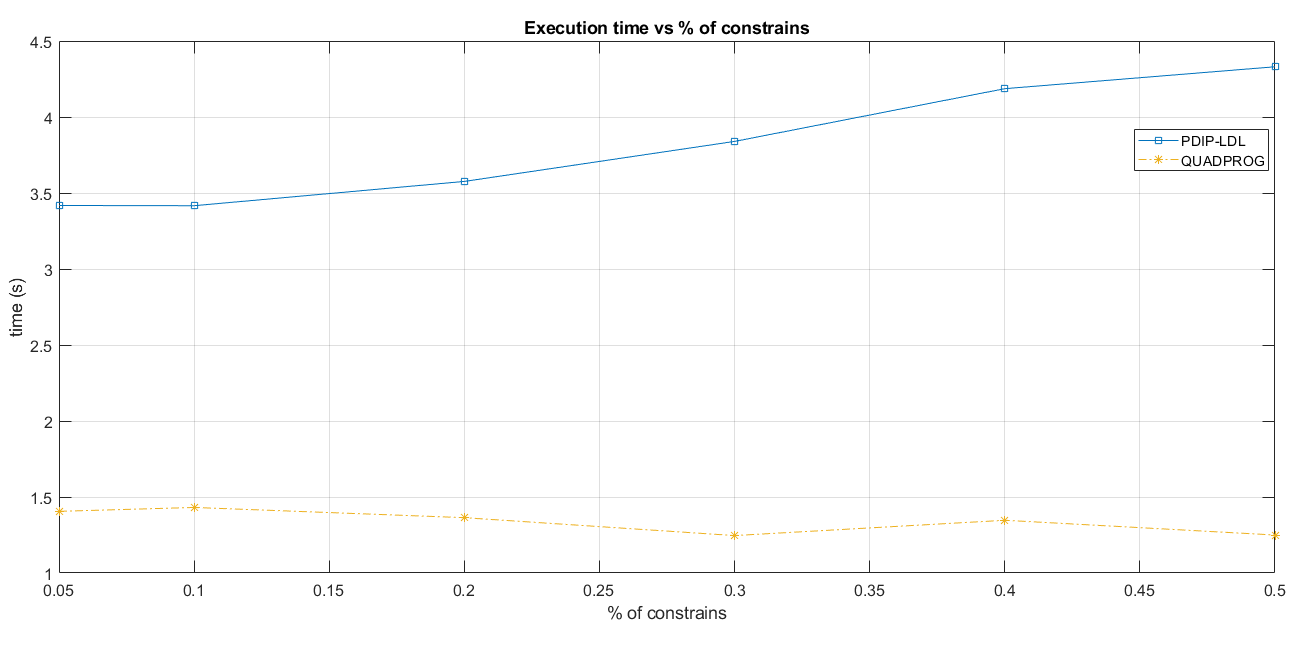 Execution time vs % of constrains
4.5
4
3.5
3
2.5
2
1.5
1
time (s)
PDIP-LDL
QUADPROG
0.05 0.1 0.15 0.2 0.25 0.3 0.35 0.4 0.45 0.5
% of constrains